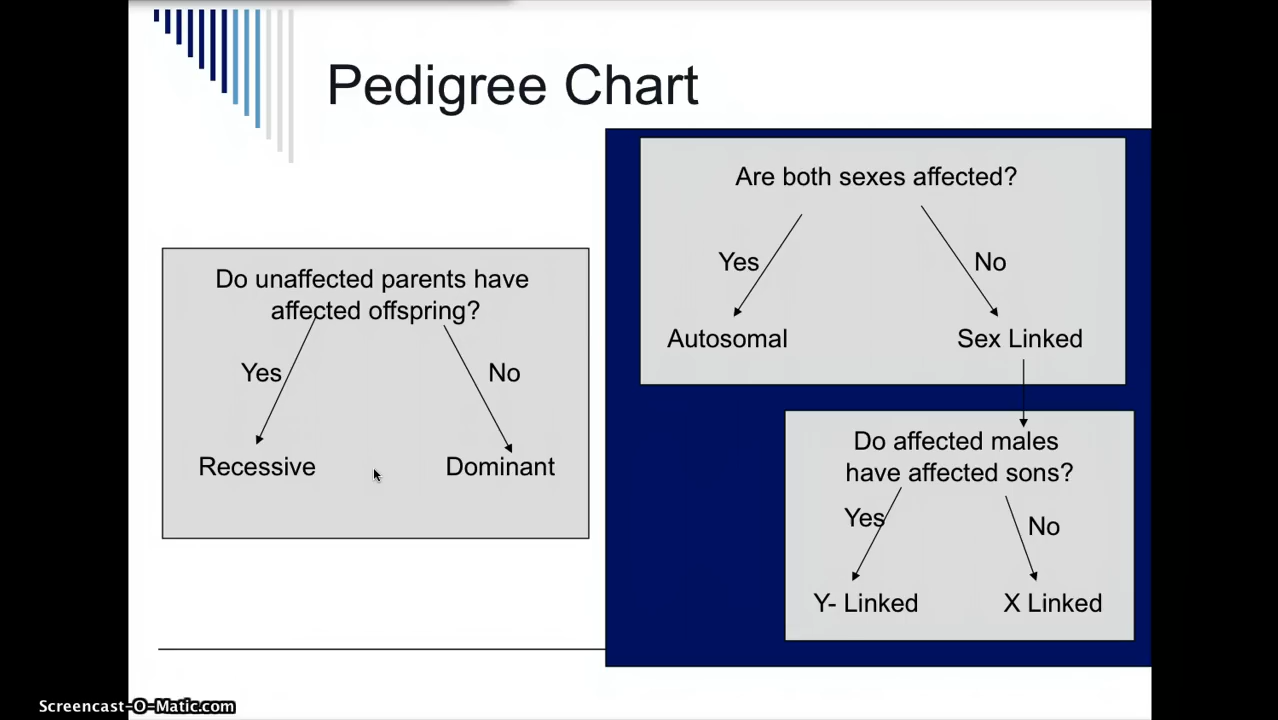 Pedigree Chart
Do unaffected parents have
affected offspring?
Yes
No
Recessive
Dominant
Are both sexes affected?
Yes
No
Autosomal
Sex Linked
Do affected males
have affected sons?
Yes
No
Y- Linked
X Linked
Screencast-O-Matic.com